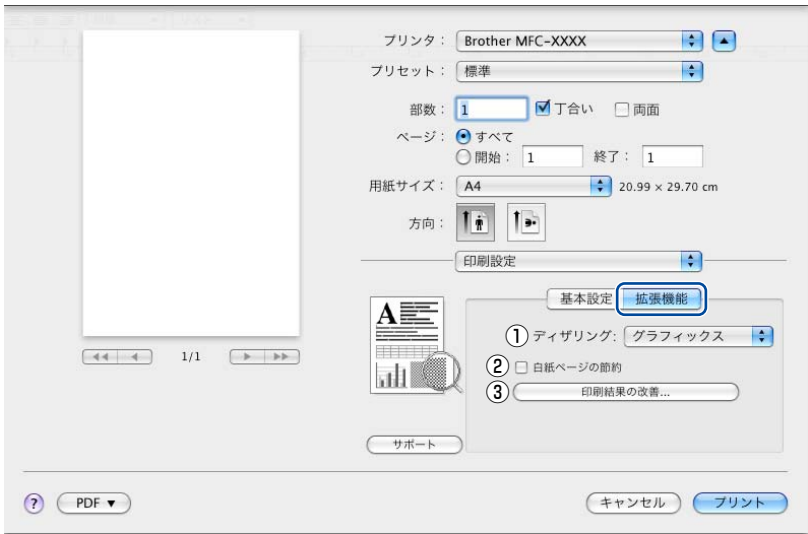 プリンタ： Brother MFC-XXXX
プリセット： 標準
部数： 1 丁合い 両面
ページ： すべて
開始： 1 終了： 1
用紙サイズ： A4 20.99 × 29.70 cm
方向：
印刷設定
基本設定 拡張機能
① ディザリング: グラフィックス
② 白紙ページの節約
③ 印刷結果の改善...
A
1/1
サポート
? PDF ▼ キャンセル プリント